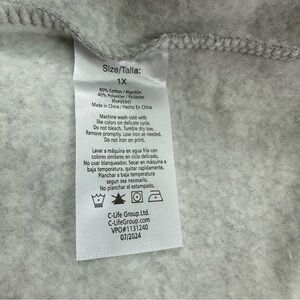 Size/Talla:
1X
60% Cotton / Algodón
40% Polyester / Poliéster
Made in China / Hecho En China
Machine wash cold with
like colors on delicate cycle.
Do not bleach, Tumble dry low,
Remove promptly, Low iron as needed.
Do not iron on print.
Lavar a máquina en agua fría con
colores similares en ciclo delicado.
No usar blanqueador, Secar en maquina a
baja temperatura, quitar rapidamente,
Planchar a baja temperatura
segun sea necesario.
No planchar el estampado.
C-Life Group.Ltd.
C-LifeGroup.com
VPO#1131240
07/2024